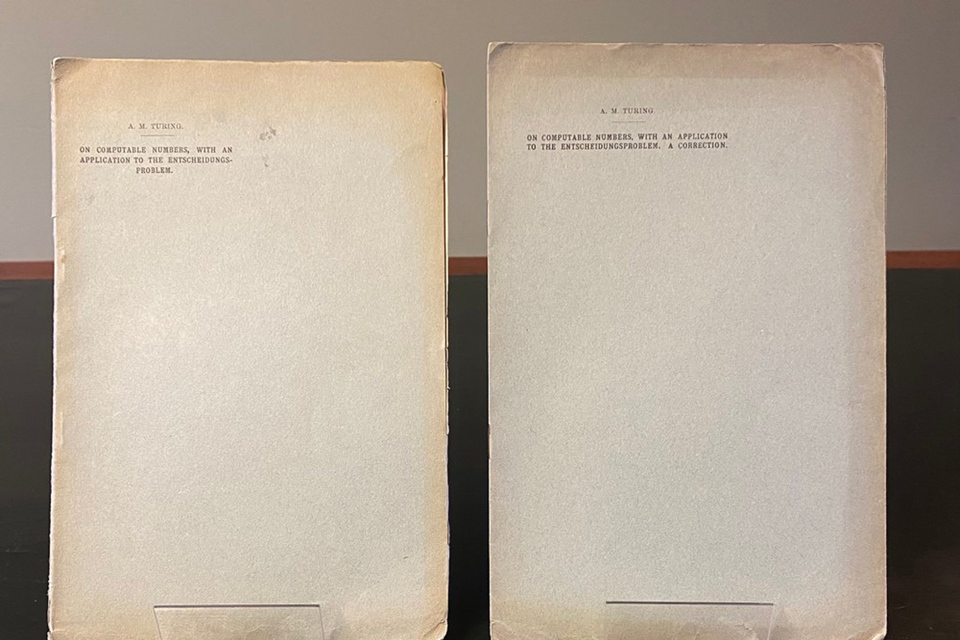 A. M. TURING.
ON COMPUTABLE NUMBERS, WITH AN
APPLICATION TO THE ENTSCHEIDUNGS-
PROBLEM.
A. M. TURING.
ON COMPUTABLE NUMBERS, WITH AN APPLICATION
TO THE ENTSCHEIDUNGSPROBLEM. A CORRECTION.